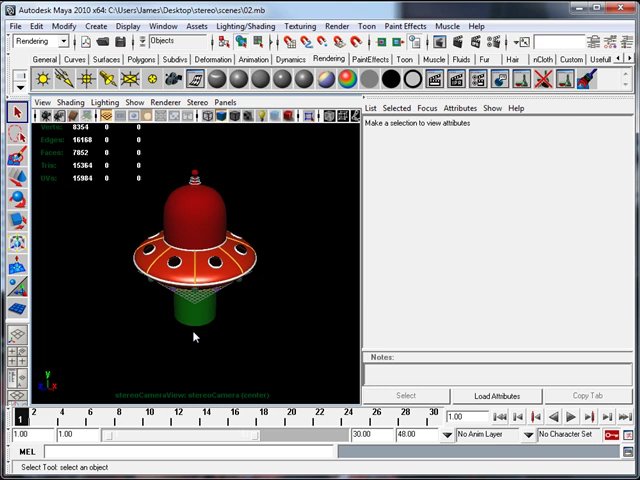 Autodesk Maya 2010 x64: C:\Users\James\Desktop\stereo\scenes\02.mb
File Edit Modify Create Display Window Assets Lighting/Shading Texturing Render Toon PaintEffects Muscle Help
Rendering Objects
General Curves Surfaces Polygons Subdivs Deformation Animation Dynamics Rendering PaintEffects Toon Muscle Fluids Fur Hair nCloth Custom Usefull
View Shading Lighting Show Renderer Stereo Panels
List Selected Focus Attributes Show Help
Make a selection to view attributes
Verts: 8354 0 0
Edges: 16168 0 0
Faces: 7852 0 0
Tris: 15364 0 0
UVs: 15984 0 0
y
x
stereoCameraView: stereoCamera (center)
Notes:
Select Load Attributes Copy Tab
1 2 4 6 8 10 12 14 16 18 20 22 24 26 28 30 1.00
1.00 1.00 30.00 48.00 No Anim Layer No Character Set
MEL
Select Tool: select an object